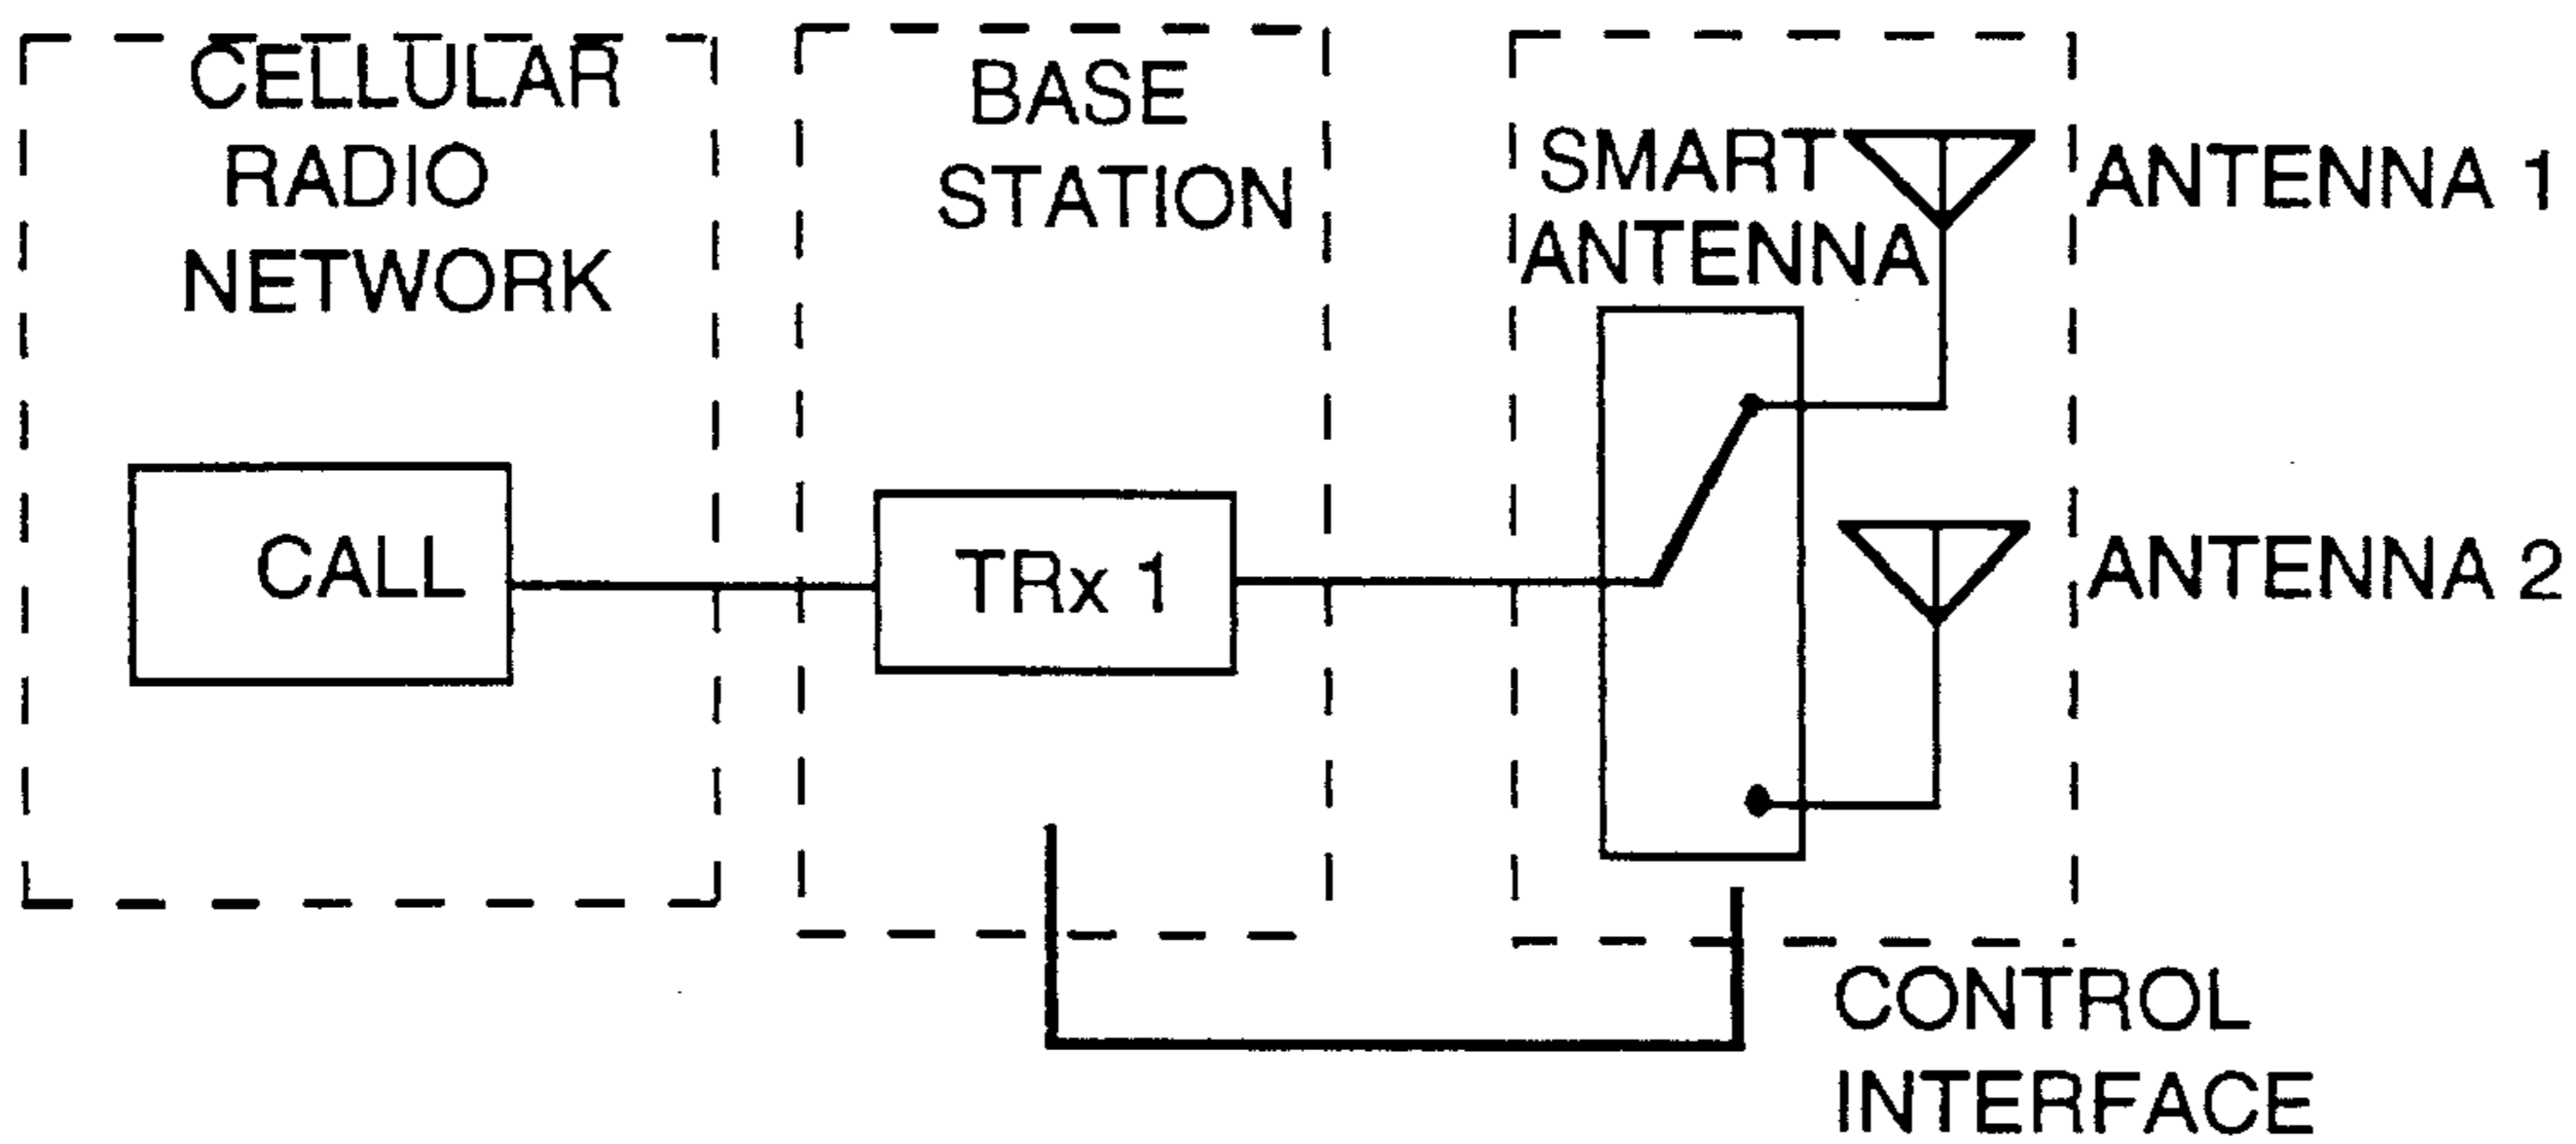 CELLULAR
RADIO
NETWORK
BASE
STATION
SMART
ANTENNA
ANTENNA 1
CALL
TRx 1
ANTENNA 2
CONTROL
INTERFACE